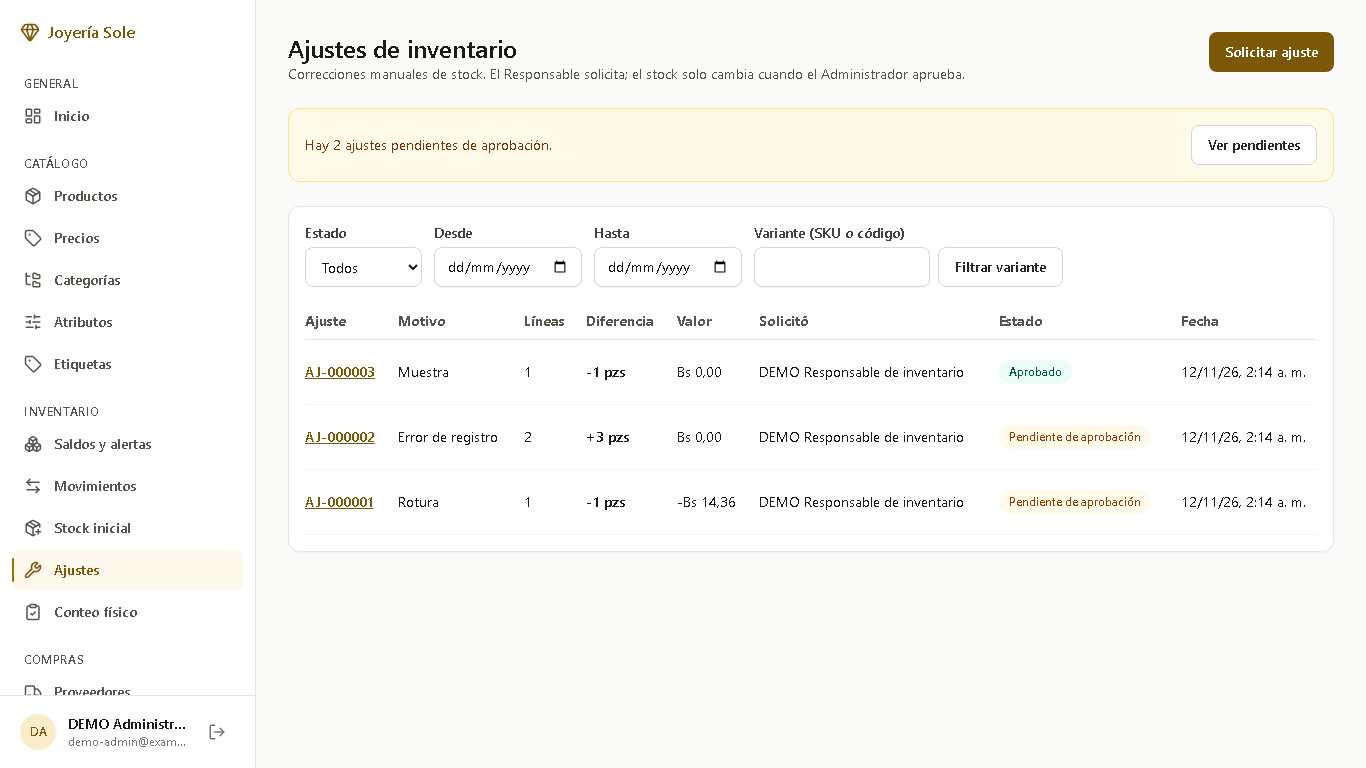 Joyería Sole
GENERAL
Inicio
CATÁLOGO
Productos
Precios
Categorías
Atributos
Etiquetas
INVENTARIO
Saldos y alertas
Movimientos
Stock inicial
Ajustes
Conteo físico
COMPRAS
Proveedores
DA
DEMO Administr...
demo-admin@exam...
Ajustes de inventario
Correcciones manuales de stock. El Responsable solicita; el stock solo cambia cuando el Administrador aprueba.
Solicitar ajuste
Hay 2 ajustes pendientes de aprobación.
Ver pendientes
Estado Desde Hasta Variante (SKU o código)
Todos dd/mm/yyyy dd/mm/yyyy Filtrar variante
Ajuste Motivo Líneas Diferencia Valor Solicitó Estado Fecha
AJ-000003 Muestra 1 -1 pzs Bs 0,00 DEMO Responsable de inventario Aprobado 12/11/26, 2:14 a. m.
AJ-000002 Error de registro 2 +3 pzs Bs 0,00 DEMO Responsable de inventario Pendiente de aprobación 12/11/26, 2:14 a. m.
AJ-000001 Rotura 1 -1 pzs -Bs 14,36 DEMO Responsable de inventario Pendiente de aprobación 12/11/26, 2:14 a. m.